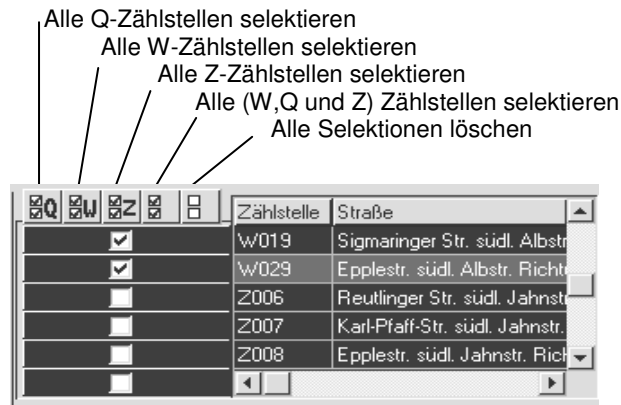 Alle Q-Zählstellen selektieren
Alle W-Zählstellen selektieren
Alle Z-Zählstellen selektieren
Alle (W,Q und Z) Zählstellen selektieren
Alle Selektionen löschen
Q W Z Zählstelle Straße
W019 Sigmaringer Str. südl. Albstr
W029 Epplestr. südl. Albstr. Richt
Z006 Reutlinger Str. südl. Jahnst
Z007 Karl-Pfaff-Str. südl. Jahnstr.
Z008 Epplestr. südl. Jahnstr. Rich